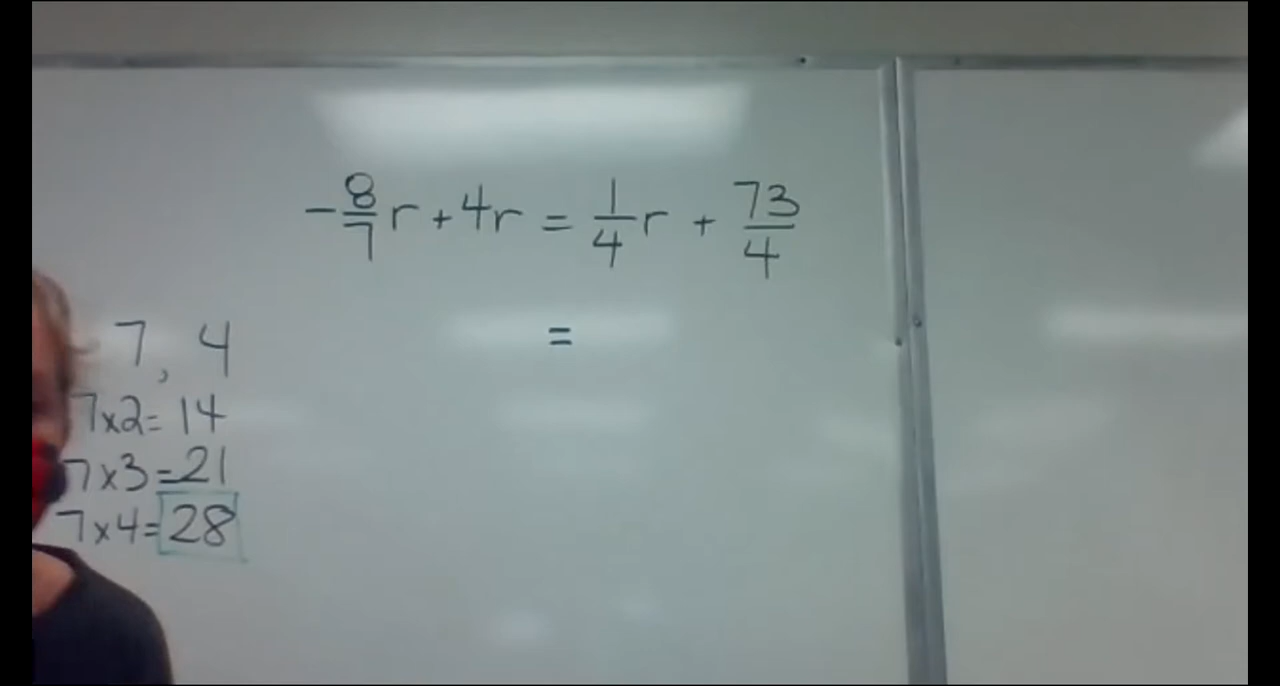 -8/7 r + 4r = 1/4 r + 73/4
=
7, 4
7x2= 14
7x3=21
7x4=28